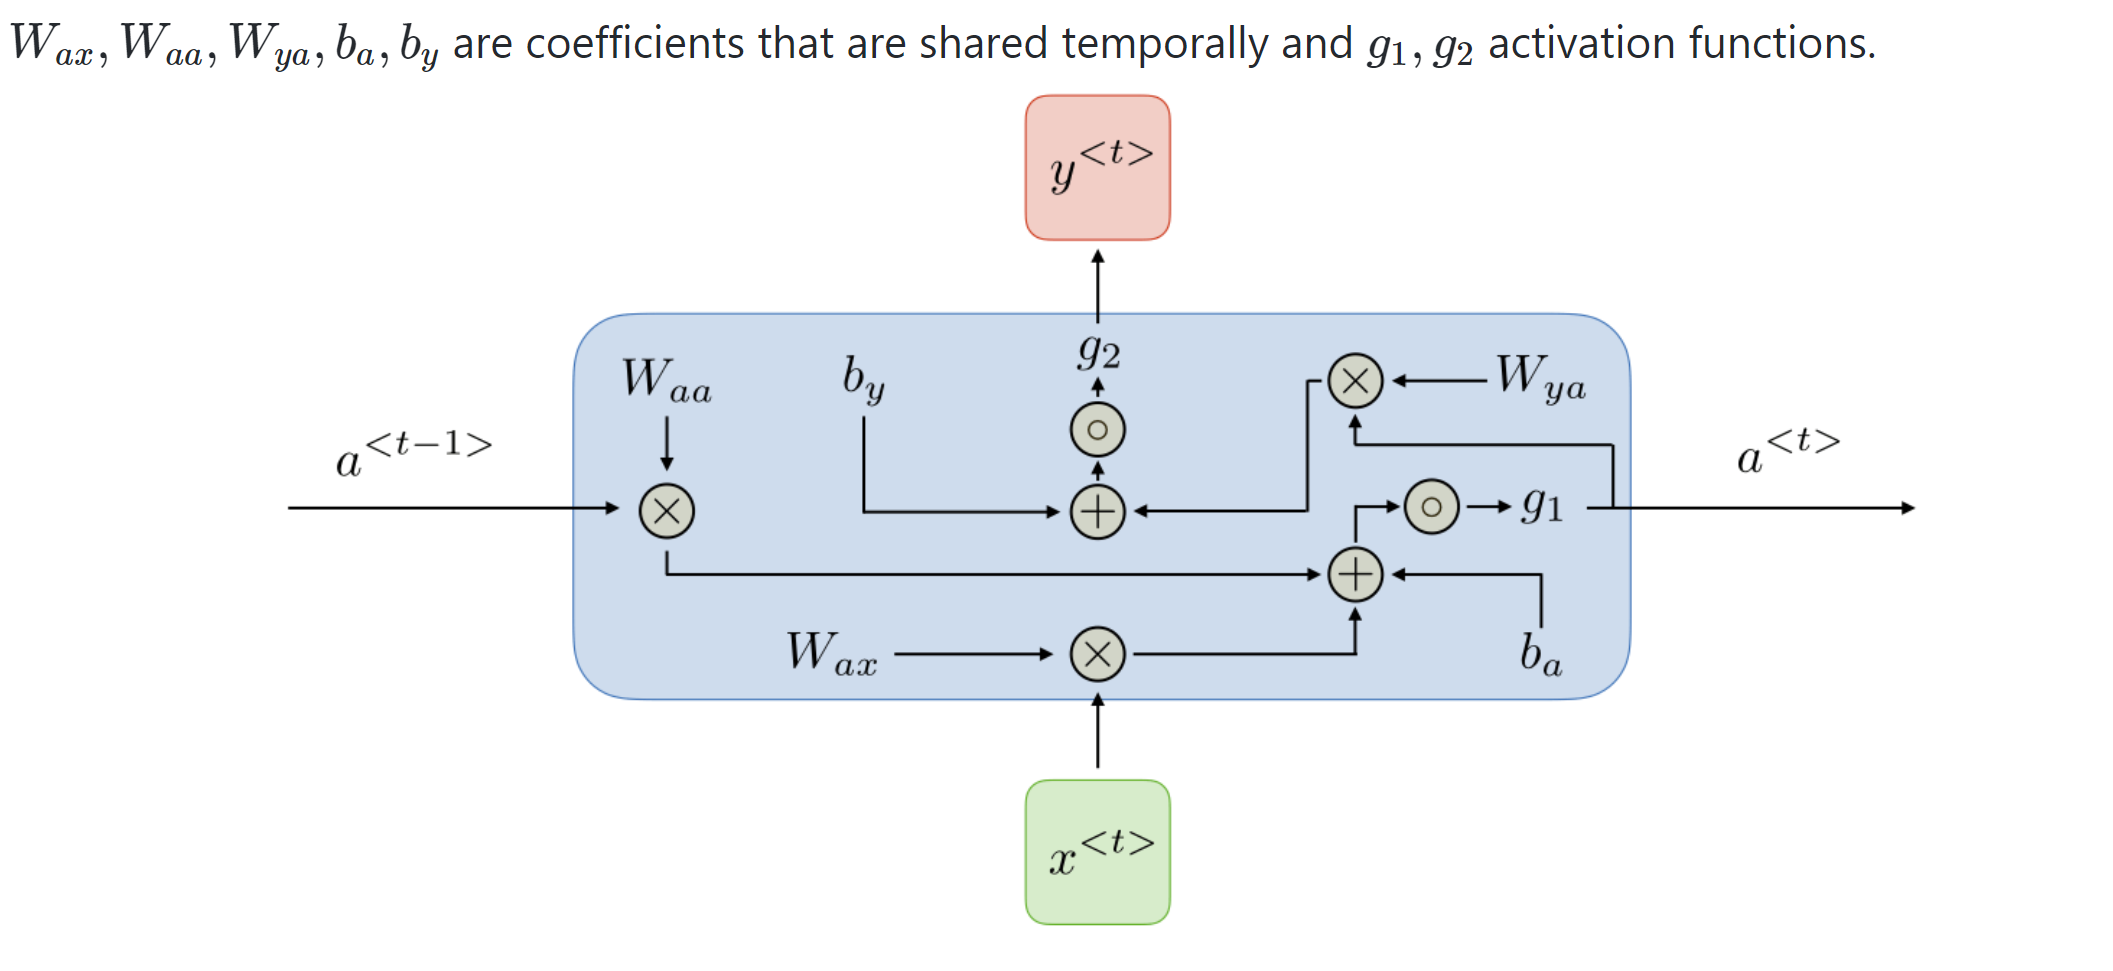 W_{ax}, W_{aa}, W_{ya}, b_a, b_y are coefficients that are shared temporally and g_1, g_2 activation functions.
y^{<t>}
g_2
W_{aa}
b_y
W_{ya}
a^{<t-1>}
a^{<t>}
g_1
W_{ax}
b_a
x^{<t>}